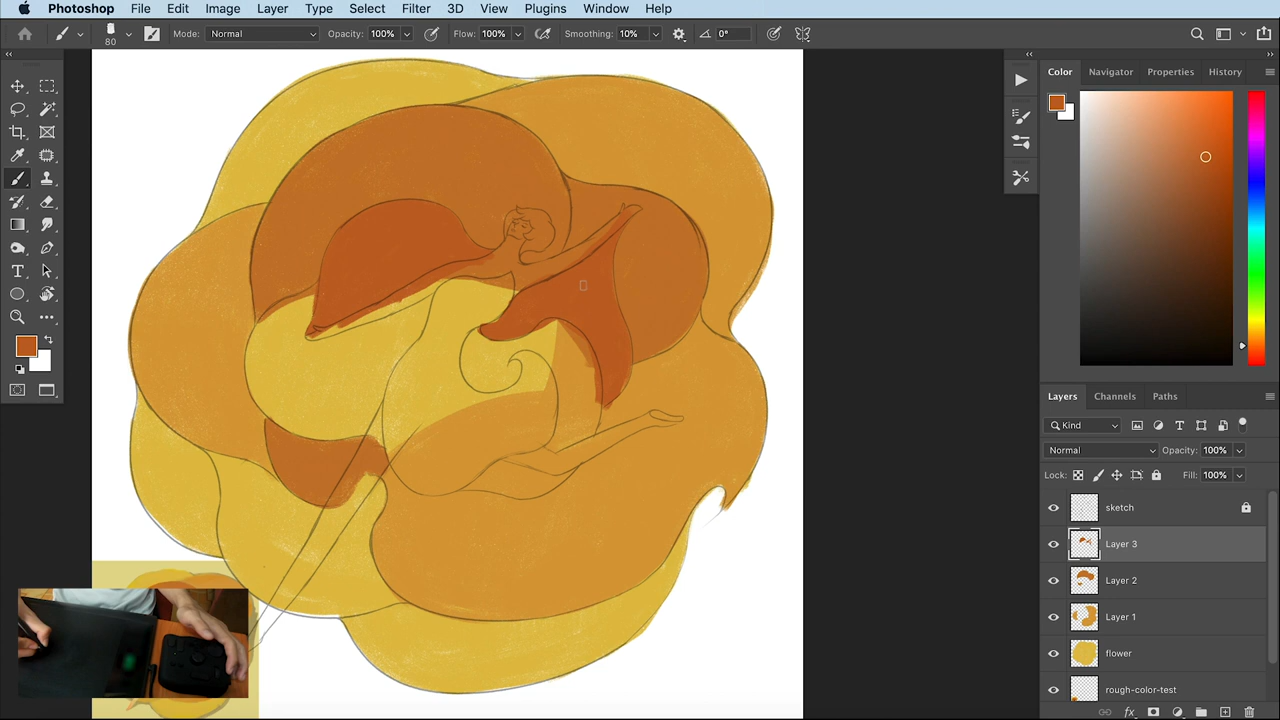 Photoshop File Edit Image Layer Type Select Filter 3D View Plugins Window Help
80 Mode: Normal Opacity: 100% Flow: 100% Smoothing: 10% 0°
Color Navigator Properties History
Layers Channels Paths
Kind
Normal Opacity: 100%
Lock: Fill: 100%
sketch
Layer 3
Layer 2
Layer 1
flower
rough-color-test
fx